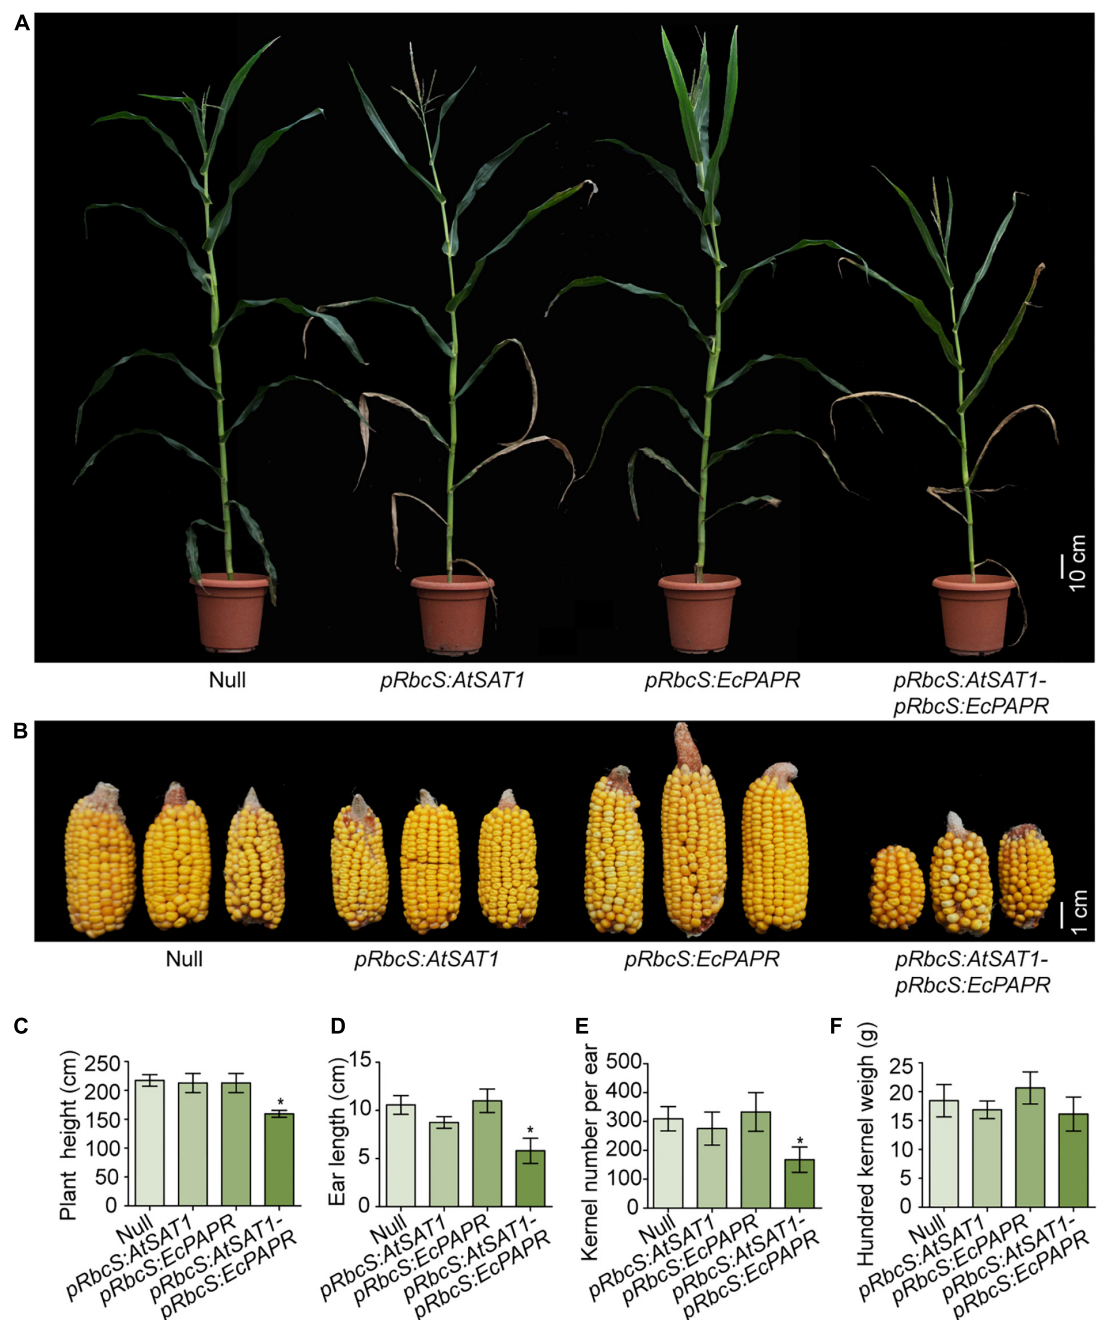 A
10 cm
Null
pRbcS:AtSAT1
pRbcS:EcPAPR
pRbcS:AtSAT1-
pRbcS:EcPAPR
B
1 cm
Null
pRbcS:AtSAT1
pRbcS:EcPAPR
pRbcS:AtSAT1-
pRbcS:EcPAPR
C
Plant height (cm)
250
200
150
100
50
0
*
Null
pRbcS:AtSAT1
pRbcS:EcPAPR
pRbcS:AtSAT1-
pRbcS:EcPAPR
D
Ear length (cm)
15
10
5
0
*
Null
pRbcS:AtSAT1
pRbcS:EcPAPR
pRbcS:AtSAT1-
pRbcS:EcPAPR
E
Kernel number per ear
500
400
300
200
100
0
*
Null
pRbcS:AtSAT1
pRbcS:EcPAPR
pRbcS:AtSAT1-
pRbcS:EcPAPR
F
Hundred kernel weigh (g)
25
20
15
10
5
0
Null
pRbcS:AtSAT1
pRbcS:EcPAPR
pRbcS:AtSAT1-
pRbcS:EcPAPR